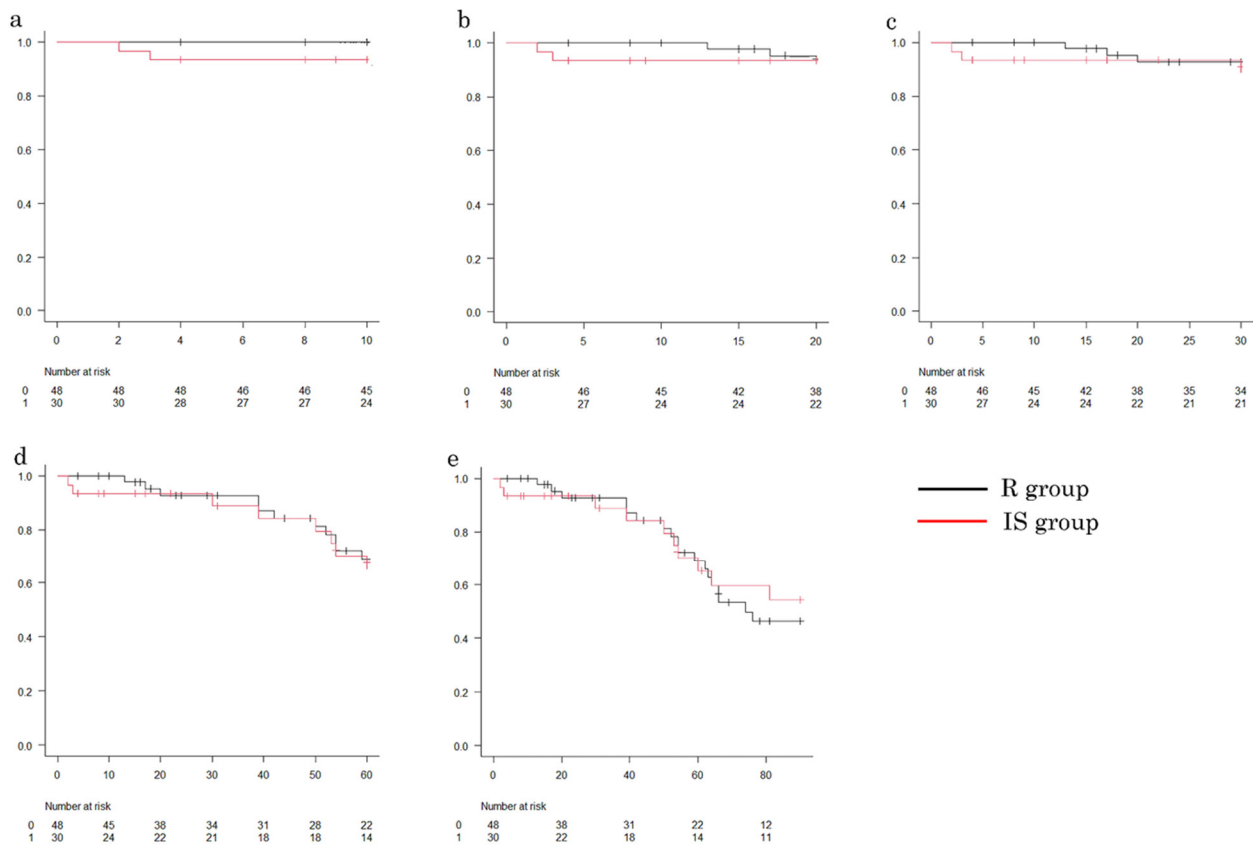 a
1.0
0.8
0.6
0.4
0.2
0.0
0 2 4 6 8 10
Number at risk
0 48 48 48 46 46 45
1 30 30 28 27 27 24
b
1.0
0.8
0.6
0.4
0.2
0.0
0 5 10 15 20
Number at risk
0 48 46 45 42 38
1 30 27 24 24 22
c
1.0
0.8
0.6
0.4
0.2
0.0
0 5 10 15 20 25 30
Number at risk
0 48 46 45 42 38 35 34
1 30 27 24 24 22 21 21
d
1.0
0.8
0.6
0.4
0.2
0.0
0 10 20 30 40 50 60
Number at risk
0 48 45 38 34 31 28 22
1 30 24 22 21 18 18 14
e
1.0
0.8
0.6
0.4
0.2
0.0
0 20 40 60 80
Number at risk
0 48 38 31 22 12
1 30 22 18 14 11
R group
IS group